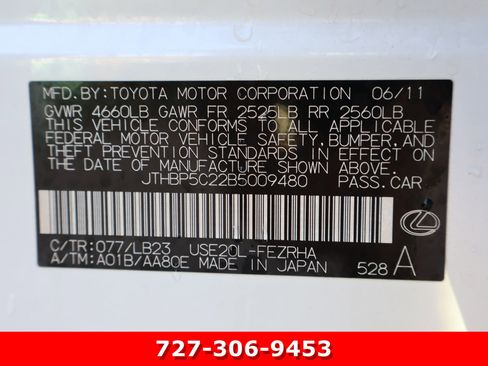 MFD.BY:TOYOTA MOTOR CORPORATION 06/11
GVWR 4660LB GAWR FR 2525LB RR 2560LB
THIS VEHICLE CONFORMS TO ALL APPLICABLE
FEDERAL MOTOR VEHICLE SAFETY,BUMPER,AND
THEFT PREVENTION STANDARDS IN EFFECT ON
THE DATE OF MANUFACTURE SHOWN ABOVE.
JTHBP5C22B5009480 PASS.CAR
C/TR:077/LB23 USE20L-FEZRHA
A/TM:A01B/AA80E MADE IN JAPAN 528 A
727-306-9453